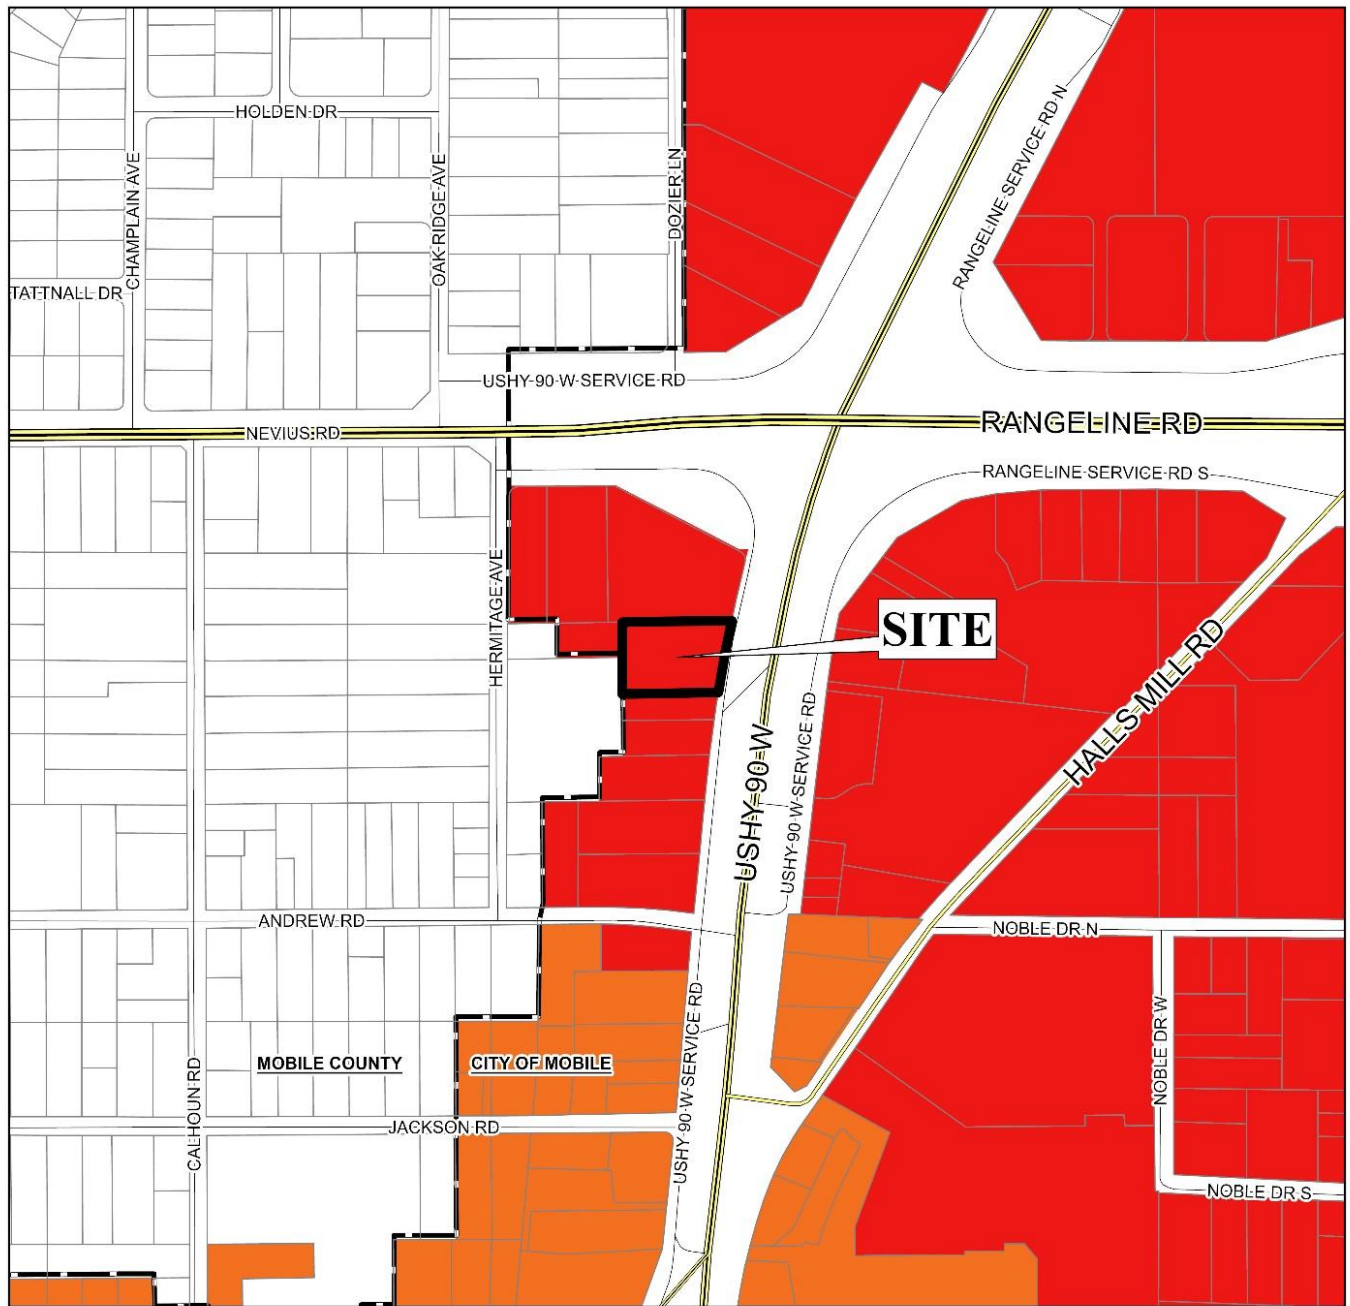 HOLDEN DR
CHAMPLAIN AVE
OAK RIDGE AVE
DOZIER LN
RANGELINE SERVICE RD N
TATTNALL DR
USHY 90 W SERVICE RD
NEVIUS RD
RANGELINE RD
RANGELINE SERVICE RD S
HERMITAGE AVE
SITE
HALLS MILL RD
USHY 90 W
USHY 90 W SERVICE RD
ANDREW RD
NOBLE DR N
USHY 90 W SERVICE RD
NOBLE DR W
MOBILE COUNTY
CITY OF MOBILE
CALHOUN RD
JACKSON RD
NOBLE DR S